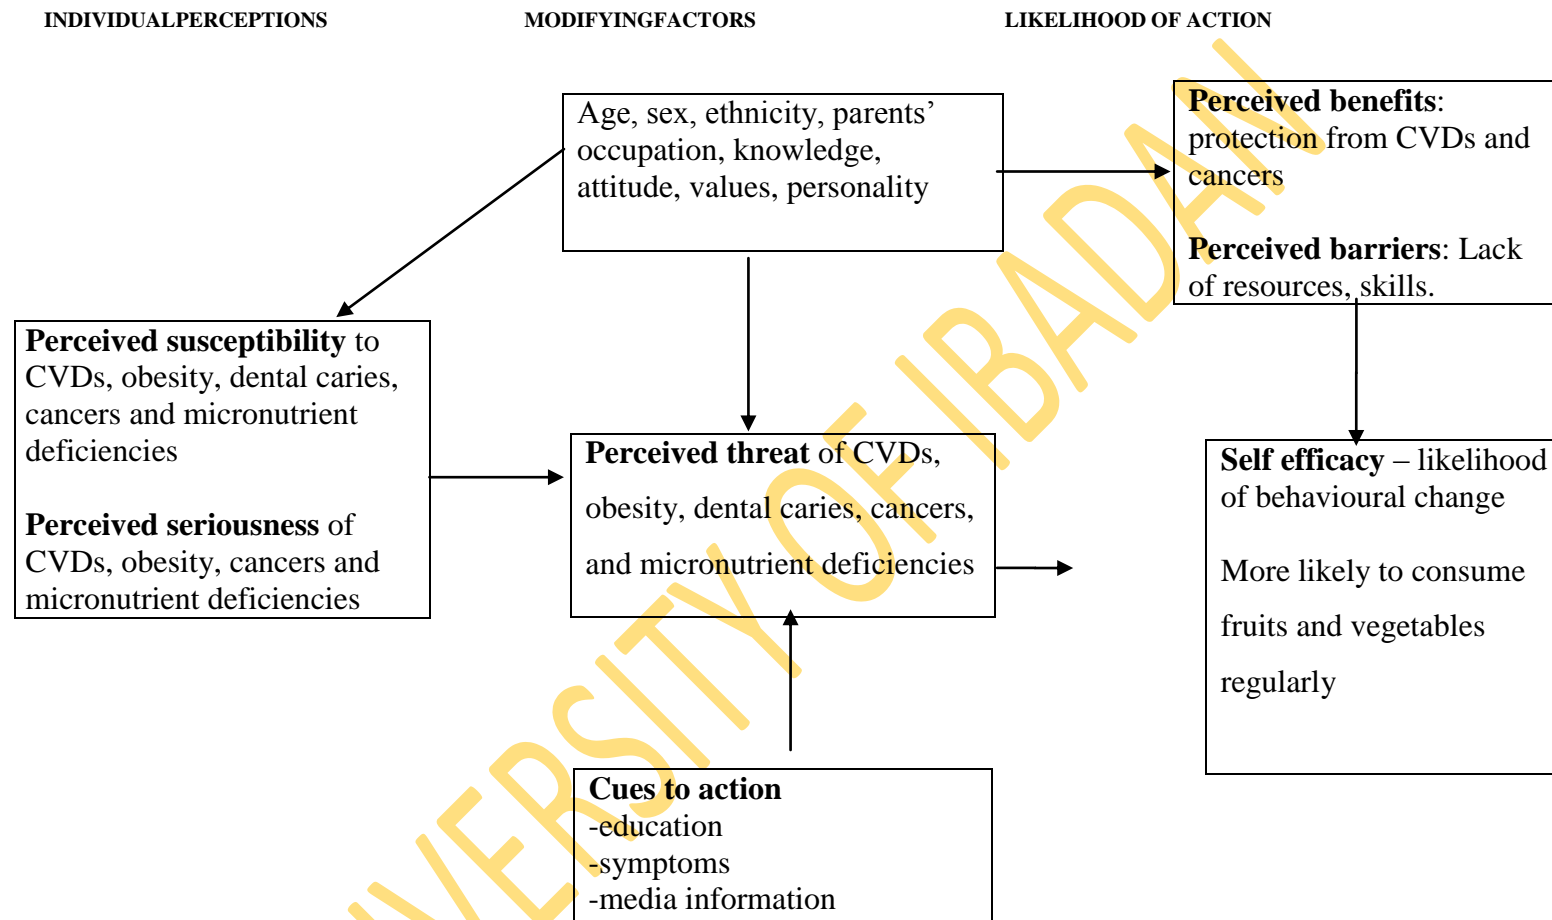 INDIVIDUALPERCEPTIONS
MODIFYINGFACTORS
LIKELIHOOD OF ACTION
Age, sex, ethnicity, parents’
occupation, knowledge,
attitude, values, personality
Perceived benefits:
protection from CVDs and
cancers
Perceived barriers: Lack
of resources, skills.
Perceived susceptibility to
CVDs, obesity, dental caries,
cancers and micronutrient
deficiencies
Perceived seriousness of
CVDs, obesity, cancers and
micronutrient deficiencies
Perceived threat of CVDs,
obesity, dental caries, cancers,
and micronutrient deficiencies
Self efficacy – likelihood
of behavioural change
More likely to consume
fruits and vegetables
regularly
Cues to action
-education
-symptoms
-media information
VERSITY OF IBADAN